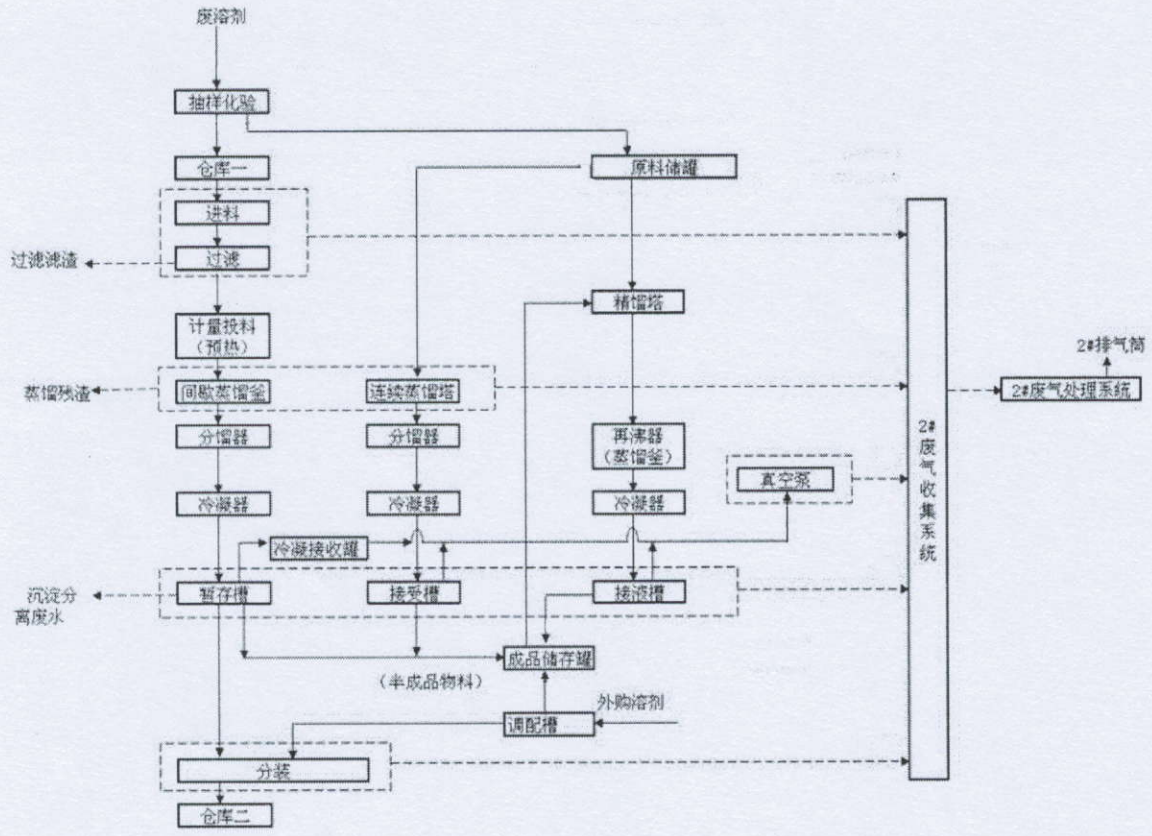 废溶剂
抽样化验
仓库一
原料储罐
进料
过滤滤渣
过滤
精馏塔
计量投料
（预热）
2#排气筒
蒸馏残渣
间歇蒸馏釜
连续蒸馏塔
2#废气处理系统
分馏器
分馏器
再沸器
（蒸馏釜）
2#废气收集系统
真空泵
冷凝器
冷凝器
冷凝器
冷凝接收罐
沉淀分
离废水
暂存槽
接受槽
接液槽
成品储存罐
（半成品物料）
外购溶剂
调配槽
分装
仓库二